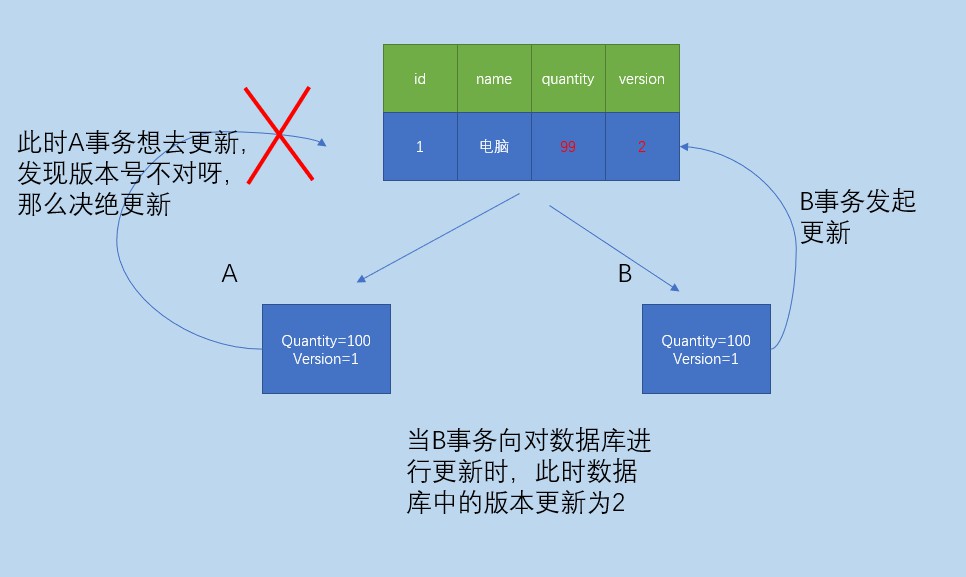 id name quantity version
1 电脑 99 2
此时A事务想去更新，
发现版本号不对呀，
那么决绝更新
B事务发起
更新
A
B
Quantity=100
Version=1
Quantity=100
Version=1
当B事务向对数据库进
行更新时，此时数据
库中的版本更新为2